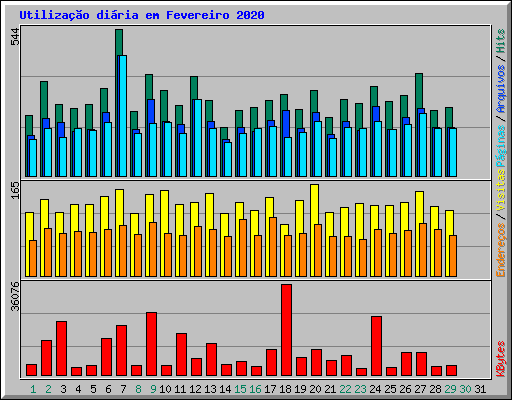 Utilização diária em Fevereiro 2020
544
165
36076
Endereços / Visitas Páginas / Arquivos / Hits
KBytes
1 2 3 4 5 6 7 8 9 10 11 12 13 14 15 16 17 18 19 20 21 22 23 24 25 26 27 28 29 30 31